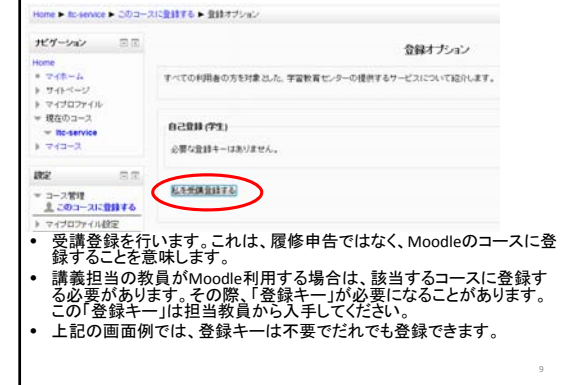 Home ► ltc-service ► このコースに登録する ► 登録オプション
ナビゲーション
登録オプション
Home
マイホーム
サイトページ
マイプロファイル
現在のコース
ltc-service
マイコース
すべての利用者の方を対象とした、学習教育センターの提供するサービスについて紹介します。
自己登録 (学生)
必要な登録キーはありません。
私を受講登録する
設定
コース管理
このコースに登録する
マイプロファイル設定
• 受講登録を行います。これは、履修申告ではなく、Moodleのコースに登
録することを意味します。
• 講義担当の教員がMoodle利用する場合は、該当するコースに登録す
る必要があります。その際、「登録キー」が必要になることがあります。
この「登録キー」は担当教員から入手してください。
• 上記の画面例では、登録キーは不要でだれでも登録できます。
9